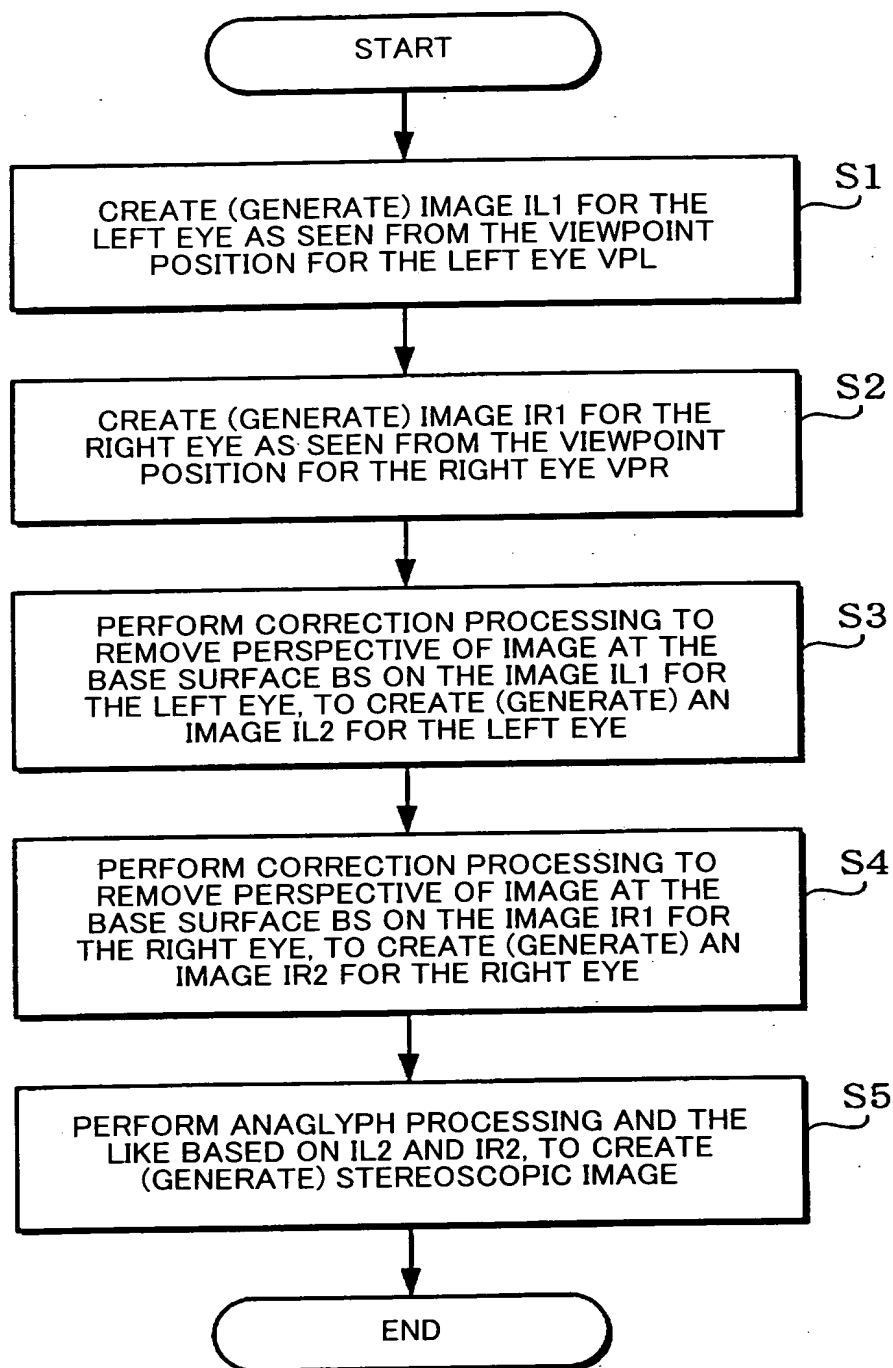 START
S1
CREATE (GENERATE) IMAGE IL1 FOR THE
LEFT EYE AS SEEN FROM THE VIEWPOINT
POSITION FOR THE LEFT EYE VPL
S2
CREATE (GENERATE) IMAGE IR1 FOR THE
RIGHT EYE AS SEEN FROM THE VIEWPOINT
POSITION FOR THE RIGHT EYE VPR
S3
PERFORM CORRECTION PROCESSING TO
REMOVE PERSPECTIVE OF IMAGE AT THE
BASE SURFACE BS ON THE IMAGE IL1 FOR
THE LEFT EYE, TO CREATE (GENERATE) AN
IMAGE IL2 FOR THE LEFT EYE
S4
PERFORM CORRECTION PROCESSING TO
REMOVE PERSPECTIVE OF IMAGE AT THE
BASE SURFACE BS ON THE IMAGE IR1 FOR
THE RIGHT EYE, TO CREATE (GENERATE) AN
IMAGE IR2 FOR THE RIGHT EYE
S5
PERFORM ANAGLYPH PROCESSING AND THE
LIKE BASED ON IL2 AND IR2, TO CREATE
(GENERATE) STEREOSCOPIC IMAGE
END